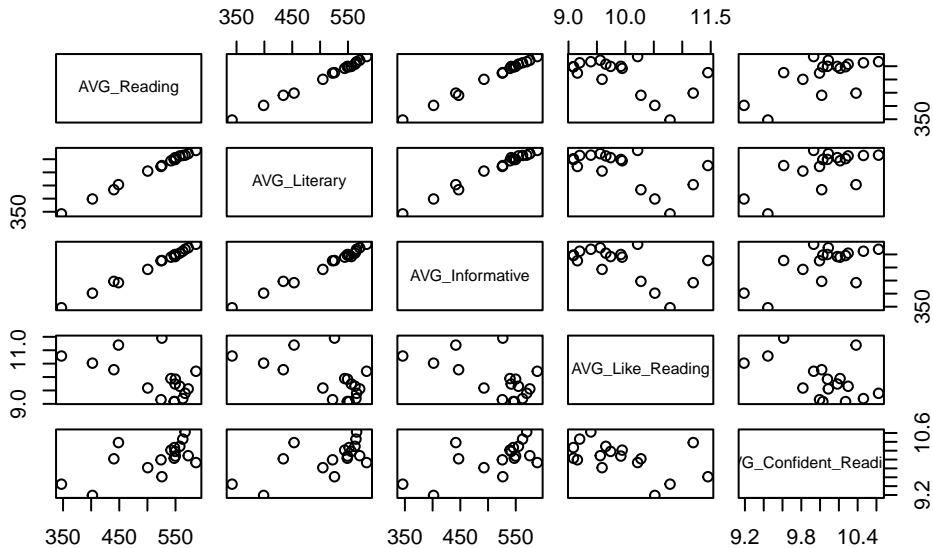 350 450 550 9.0 10.0 11.5
AVG_Reading
350
AVG_Literary
350
AVG_Informative
350
11.0
9.0
AVG_Like_Reading
VG_Confident_Readi
10.6
9.2
350 450 550 350 450 550 9.2 9.8 10.4